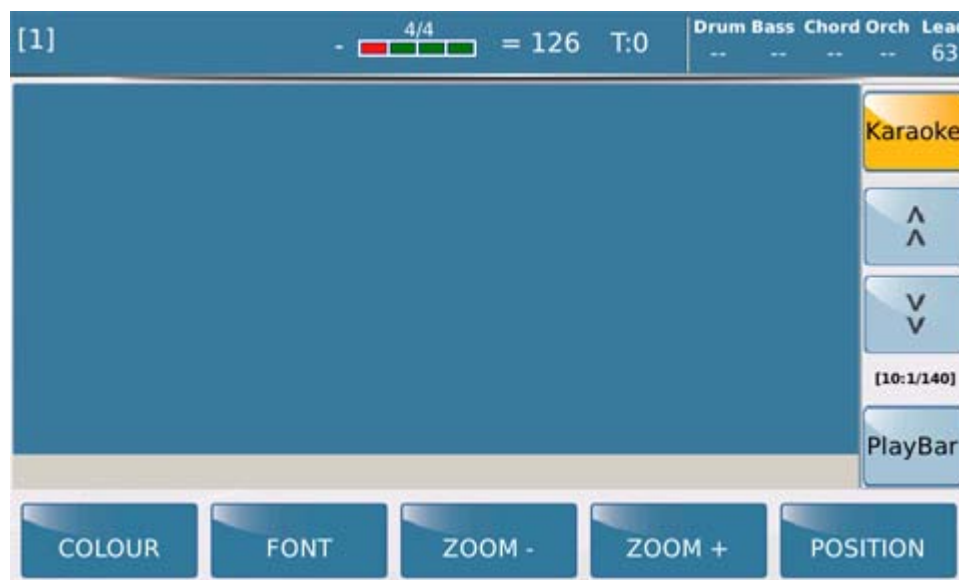 [1] - 4/4 = 126 T:0 Drum Bass Chord Orch Lead
-- -- -- -- 63
Karaoke
^
^
v
v
[10:1/140]
PlayBar
COLOUR FONT ZOOM - ZOOM + POSITION